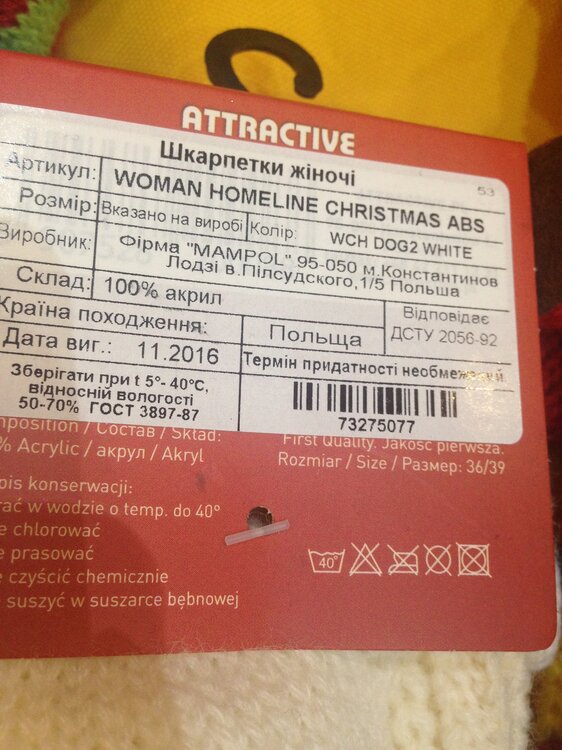 ATTRACTIVE
Шкарпетки жіночі
53
Артикул: WOMAN HOMELINE CHRISTMAS ABS
Розмір: Вказано на виробі Колір: WCH DOG2 WHITE
Виробник: Фірма "MAMPOL" 95-050 м.Константинов
Лодзі в.Пілсудского,1/5 Польша
Склад: 100% акрил
Відповідає
ДСТУ 2056-92
Країна походження: Польща
Дата виг.: 11.2016
Термін придатності необмежений
Зберігати при t 5°- 40°C,
відносній вологості
50-70% ГОСТ 3897-87
73275077
/ Состав / Skład:
% Acrylic / акрул / Akryl
First Quality. Jakość pierwsza.
Rozmiar / Size / Размер: 36/39
pis konserwacji:
rać w wodzie o temp. do 40°
e chlorować
e prasować
e czyścić chemicznie
suszyć w suszarce bębnowej
40°